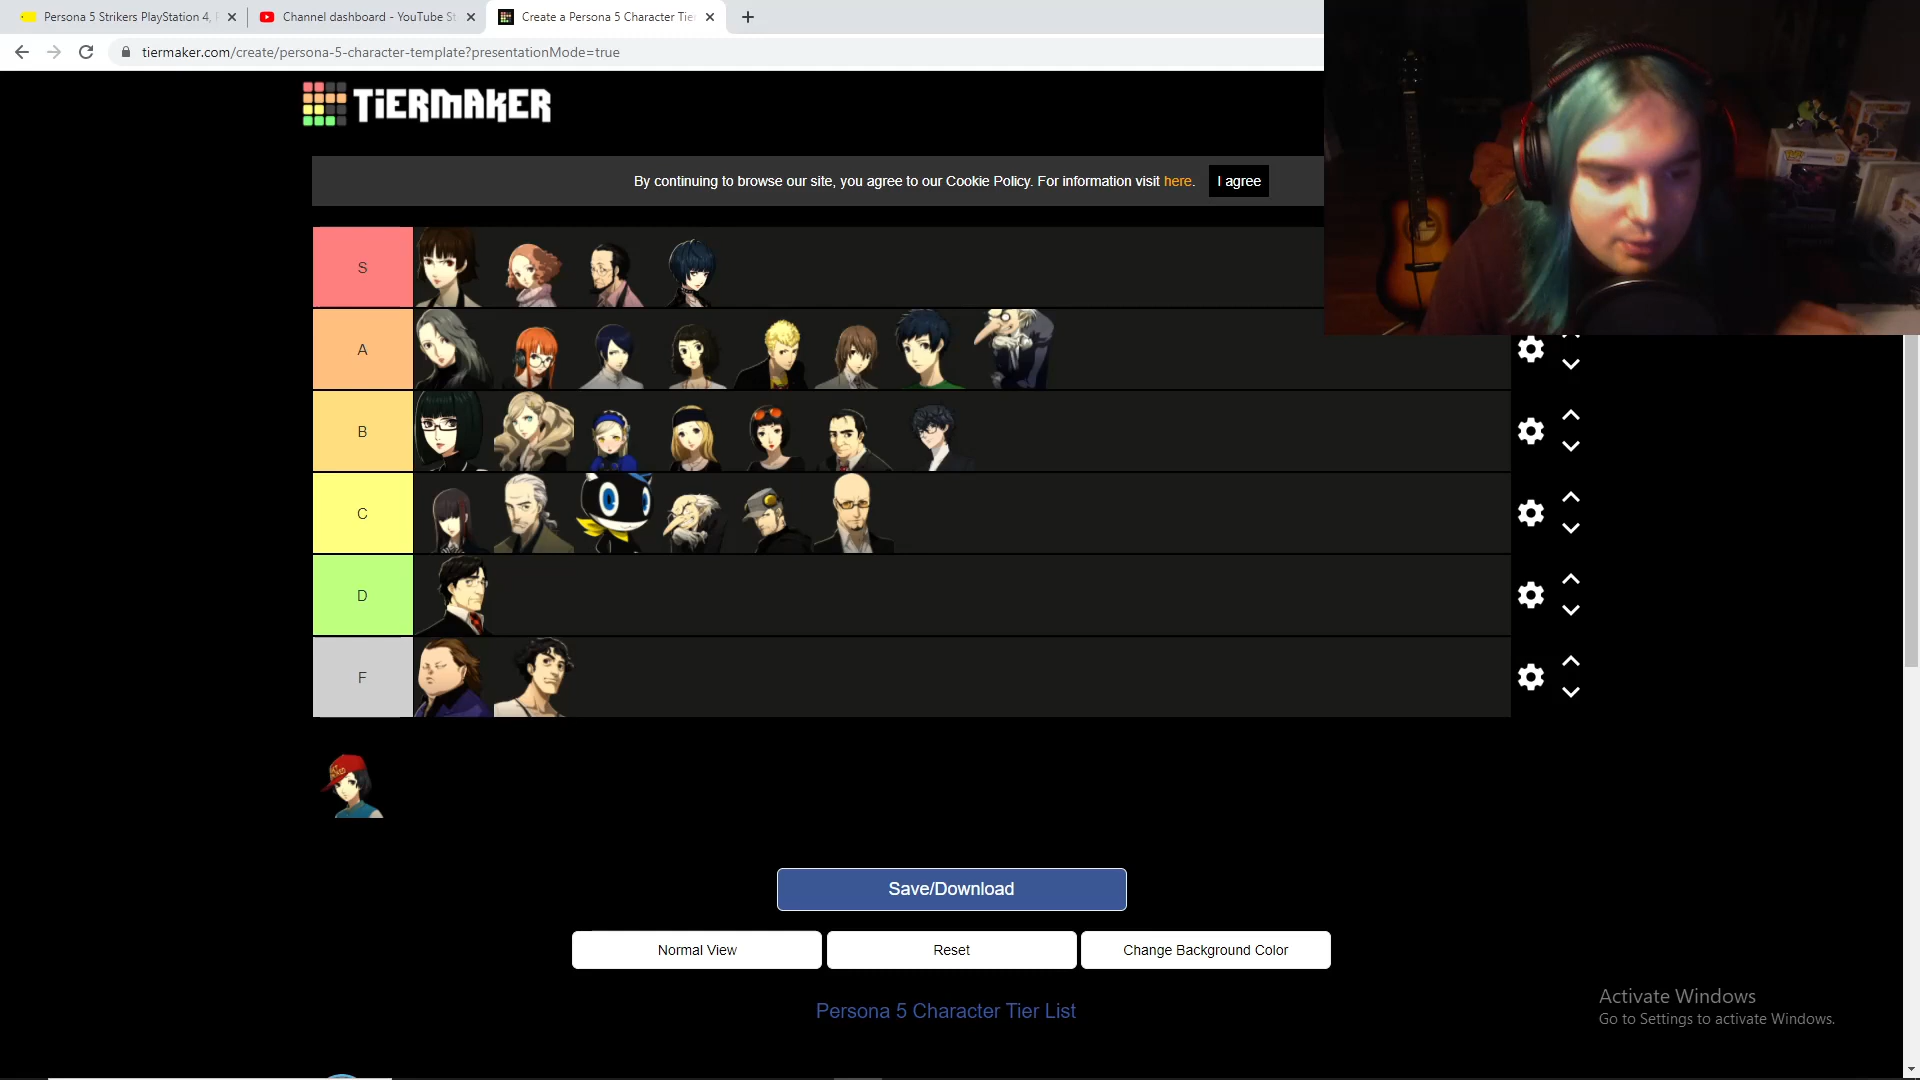 Persona 5 Strikers PlayStation 4,
Channel dashboard - YouTube St
Create a Persona 5 Character Tie
tiermaker.com/create/persona-5-character-template?presentationMode=true
TiERMAKER
By continuing to browse our site, you agree to our Cookie Policy. For information visit here. I agree
S
A
B
C
D
F
Save/Download
Normal View
Reset
Change Background Color
Persona 5 Character Tier List
Activate Windows
Go to Settings to activate Windows.